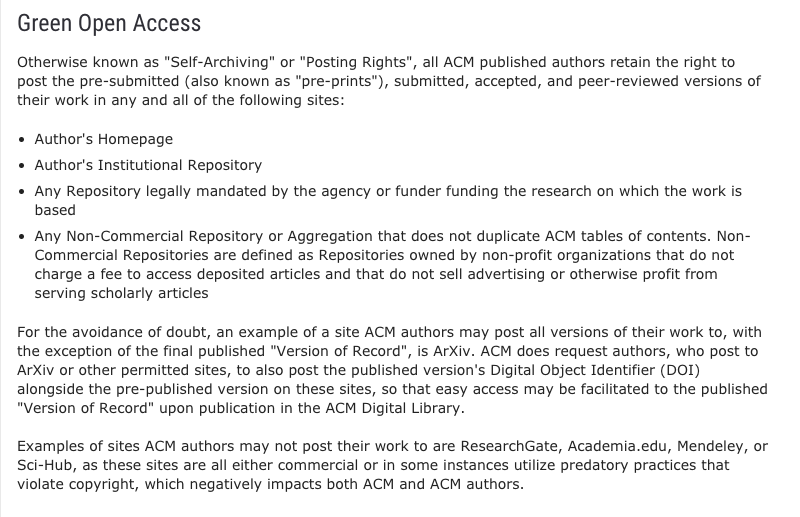 Green Open Access
Otherwise known as "Self-Archiving" or "Posting Rights", all ACM published authors retain the right to
post the pre-submitted (also known as "pre-prints"), submitted, accepted, and peer-reviewed versions of
their work in any and all of the following sites:
• Author's Homepage
• Author's Institutional Repository
• Any Repository legally mandated by the agency or funder funding the research on which the work is
based
• Any Non-Commercial Repository or Aggregation that does not duplicate ACM tables of contents. Non-
Commercial Repositories are defined as Repositories owned by non-profit organizations that do not
charge a fee to access deposited articles and that do not sell advertising or otherwise profit from
serving scholarly articles
For the avoidance of doubt, an example of a site ACM authors may post all versions of their work to, with
the exception of the final published "Version of Record", is ArXiv. ACM does request authors, who post to
ArXiv or other permitted sites, to also post the published version's Digital Object Identifier (DOI)
alongside the pre-published version on these sites, so that easy access may be facilitated to the published
"Version of Record" upon publication in the ACM Digital Library.
Examples of sites ACM authors may not post their work to are ResearchGate, Academia.edu, Mendeley, or
Sci-Hub, as these sites are all either commercial or in some instances utilize predatory practices that
violate copyright, which negatively impacts both ACM and ACM authors.